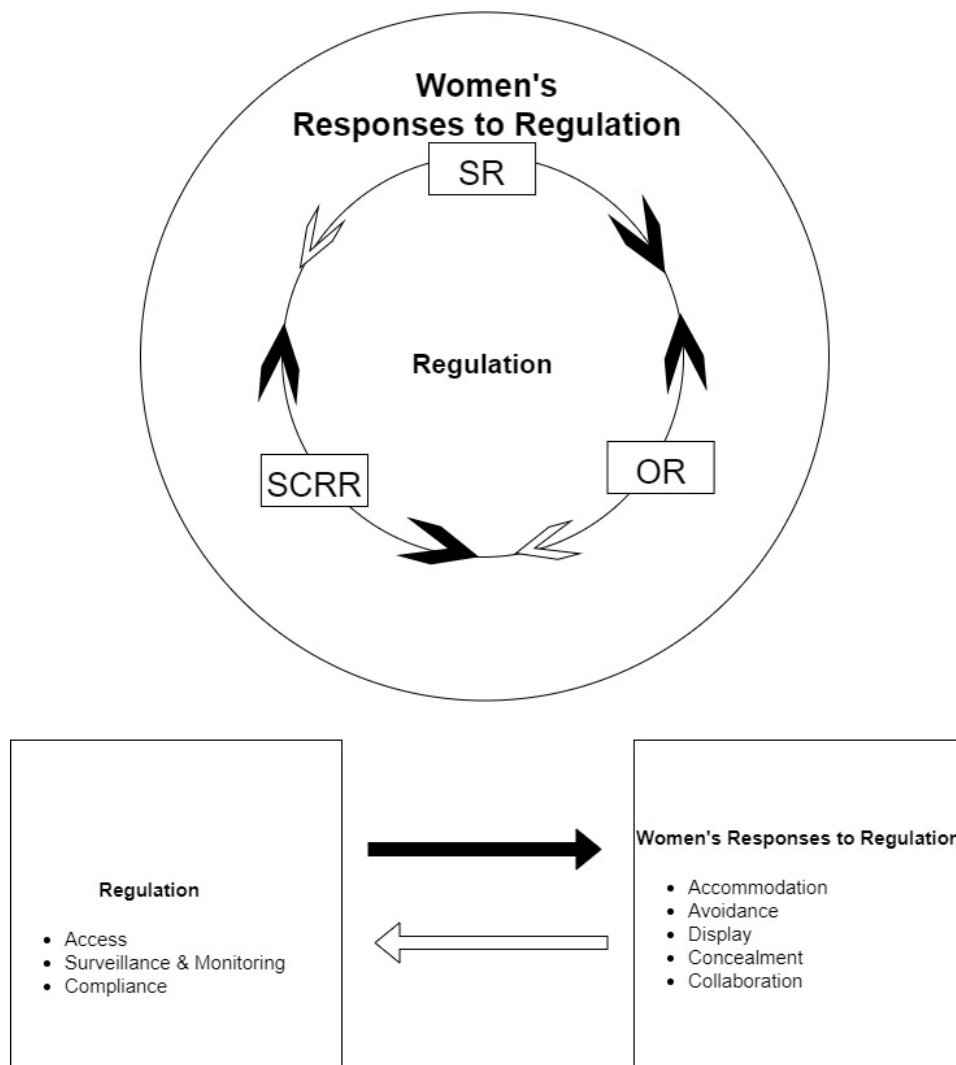 Women's
Responses to Regulation
SR
Regulation
SCRR
OR
Regulation
• Access
• Surveillance & Monitoring
• Compliance
Women's Responses to Regulation
• Accommodation
• Avoidance
• Display
• Concealment
• Collaboration